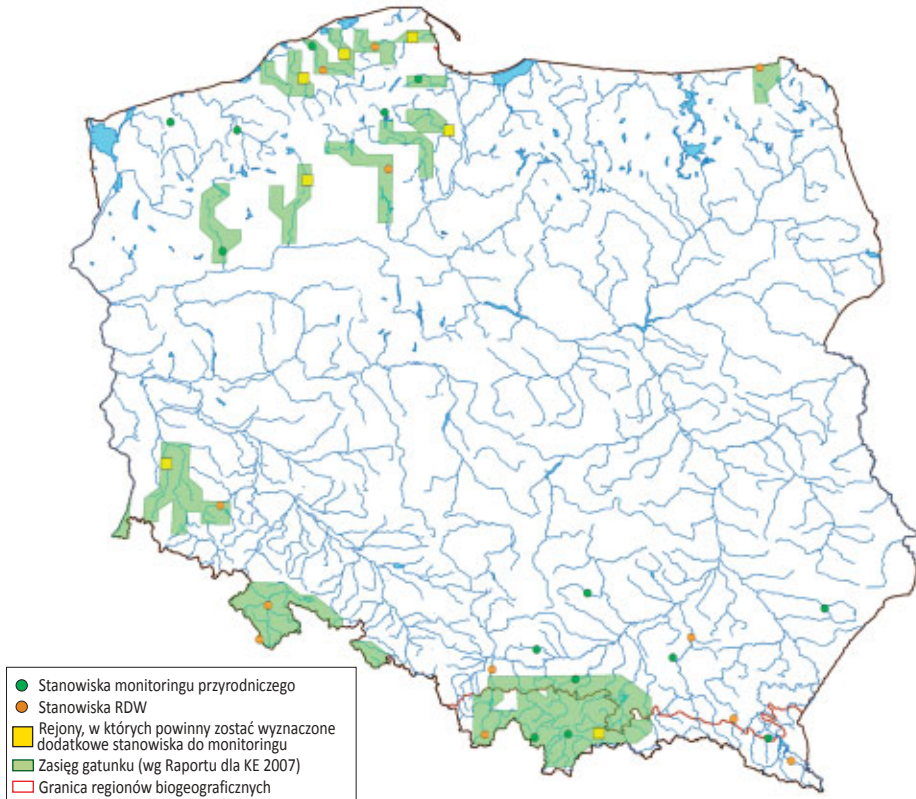 Stanowiska monitoringu przyrodniczego
Stanowiska RDW
Rejony, w których powinny zostać wyznaczone
dodatkowe stanowiska do monitoringu
Zasięg gatunku (wg Raportu dla KE 2007)
Granica regionów biogeograficznych